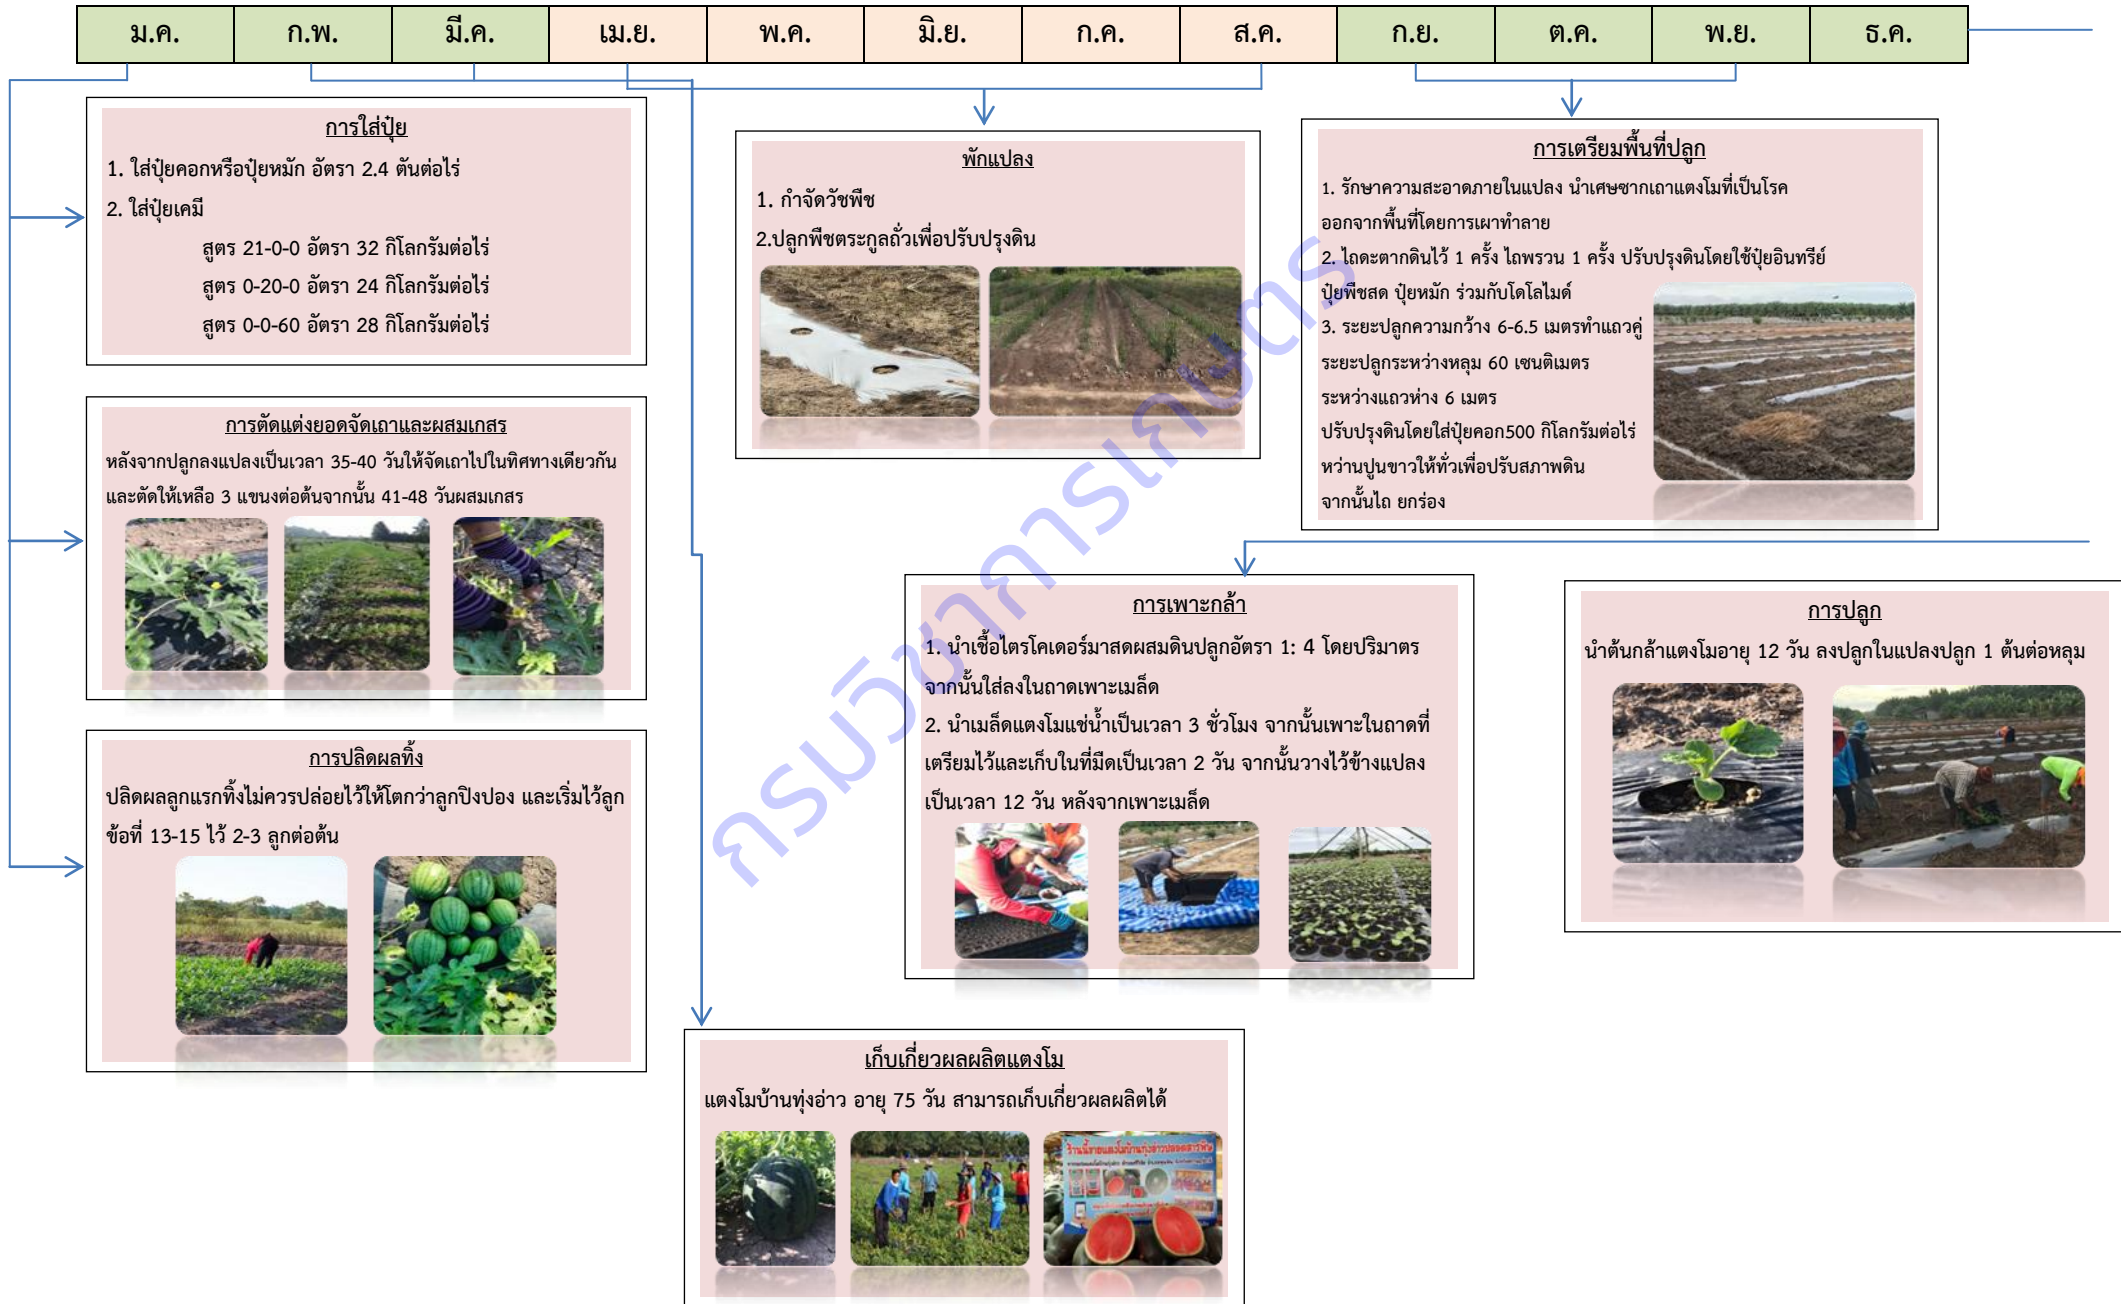 ม.ค. ก.พ. มี.ค. เม.ย. พ.ค. มิ.ย. ก.ค. ส.ค. ก.ย. ต.ค. พ.ย. ธ.ค.
การใส่ปุ๋ย
1. ใส่ปุ๋ยคอกหรือปุ๋ยหมัก อัตรา 2.4 ตันต่อไร่
2. ใส่ปุ๋ยเคมี
สูตร 21-0-0 อัตรา 32 กิโลกรัมต่อไร่
สูตร 0-20-0 อัตรา 24 กิโลกรัมต่อไร่
สูตร 0-0-60 อัตรา 28 กิโลกรัมต่อไร่
พักแปลง
1. กำจัดวัชพืช
2.ปลูกพืชตระกูลถั่วเพื่อปรับปรุงดิน
การเตรียมพื้นที่ปลูก
1. รักษาความสะอาดภายในแปลง นำเศษซากเถาแตงโมที่เป็นโรค
ออกจากพื้นที่โดยการเผาทำลาย
2. ไถดะตากดินไว้ 1 ครั้ง ไถพรวน 1 ครั้ง ปรับปรุงดินโดยใช้ปุ๋ยอินทรีย์
ปุ๋ยพืชสด ปุ๋ยหมัก ร่วมกับโดโลไมด์
3. ระยะปลูกความกว้าง 6-6.5 เมตรทำแถวคู่
ระยะปลูกระหว่างหลุม 60 เซนติเมตร
ระหว่างแถวห่าง 6 เมตร
ปรับปรุงดินโดยใส่ปุ๋ยคอก500 กิโลกรัมต่อไร่
หว่านปูนขาวให้ทั่วเพื่อปรับสภาพดิน
จากนั้นไถ ยกร่อง
การตัดแต่งยอดจัดเถาและผสมเกสร
หลังจากปลูกลงแปลงเป็นเวลา 35-40 วันให้จัดเถาไปในทิศทางเดียวกัน
และตัดให้เหลือ 3 แขนงต่อต้นจากนั้น 41-48 วันผสมเกสร
การปลิดผลทิ้ง
ปลิดผลลูกแรกทิ้งไม่ควรปล่อยไว้ให้โตกว่าลูกปิงปอง และเริ่มไว้ลูก
ข้อที่ 13-15 ไว้ 2-3 ลูกต่อต้น
การเพาะกล้า
1. นำเชื้อไตรโคเดอร์มาสดผสมดินปลูกอัตรา 1: 4 โดยปริมาตร
จากนั้นใส่ลงในถาดเพาะเมล็ด
2. นำเมล็ดแตงโมแช่น้ำเป็นเวลา 3 ชั่วโมง จากนั้นเพาะในถาดที่
เตรียมไว้และเก็บในที่มืดเป็นเวลา 2 วัน จากนั้นวางไว้ข้างแปลง
เป็นเวลา 12 วัน หลังจากเพาะเมล็ด
การปลูก
นำต้นกล้าแตงโมอายุ 12 วัน ลงปลูกในแปลงปลูก 1 ต้นต่อหลุม
เก็บเกี่ยวผลผลิตแตงโม
แตงโมบ้านทุ่งอ่าว อายุ 75 วัน สามารถเก็บเกี่ยวผลผลิตได้
ร้านนี้ขายแตงโมบ้านทุ่งอ่าวปลอดสารพิษ
กรมวิชาการเกษตร